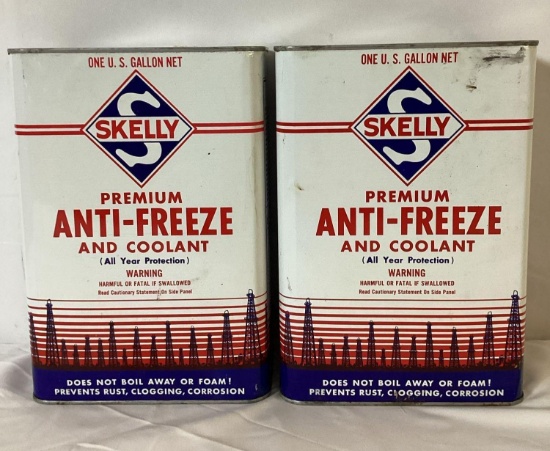 ONE U. S. GALLON NET
S
SKELLY
PREMIUM
ANTI-FREEZE
AND COOLANT
(All Year Protection)
WARNING
HARMFUL OR FATAL IF SWALLOWED
Read Cautionary Statement On Side Panel
DOES NOT BOIL AWAY OR FOAM!
PREVENTS RUST, CLOGGING, CORROSION
ONE U. S. GALLON NET
S
SKELLY
PREMIUM
ANTI-FREEZE
AND COOLANT
(All Year Protection)
WARNING
HARMFUL OR FATAL IF SWALLOWED
Read Cautionary Statement On Side Panel
DOES NOT BOIL AWAY OR FOAM!
PREVENTS RUST, CLOGGING, CORROSION